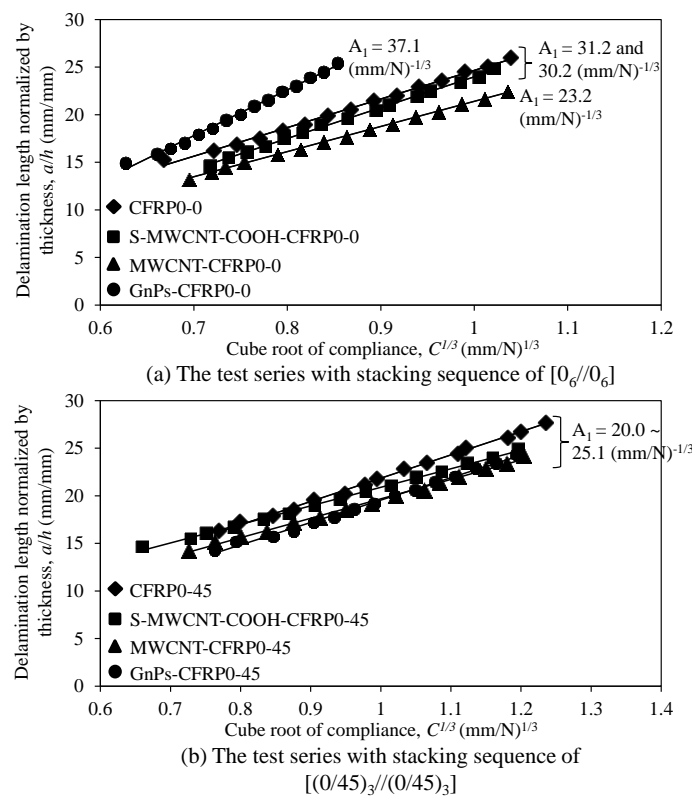 30
25
20
15
10
5
0
Delamination length normalized by
thickness, a/h (mm/mm)
A₁ = 37.1
(mm/N)⁻¹/³
A₁ = 31.2 and
30.2 (mm/N)⁻¹/³
A₁ = 23.2
(mm/N)⁻¹/³
CFRP0-0
S-MWCNT-COOH-CFRP0-0
MWCNT-CFRP0-0
GnPs-CFRP0-0
0.6 0.7 0.8 0.9 1 1.1 1.2
Cube root of compliance, C¹/³ (mm/N)¹/³
(a) The test series with stacking sequence of [0₆//0₆]
30
25
20
15
10
5
0
Delamination length normalized by
thickness, a/h (mm/mm)
A₁ = 20.0 ~
25.1 (mm/N)⁻¹/³
CFRP0-45
S-MWCNT-COOH-CFRP0-45
MWCNT-CFRP0-45
GnPs-CFRP0-45
0.6 0.7 0.8 0.9 1 1.1 1.2 1.3 1.4
Cube root of compliance, C¹/³ (mm/N)¹/³
(b) The test series with stacking sequence of
[(0/45)₃//(0/45)₃]